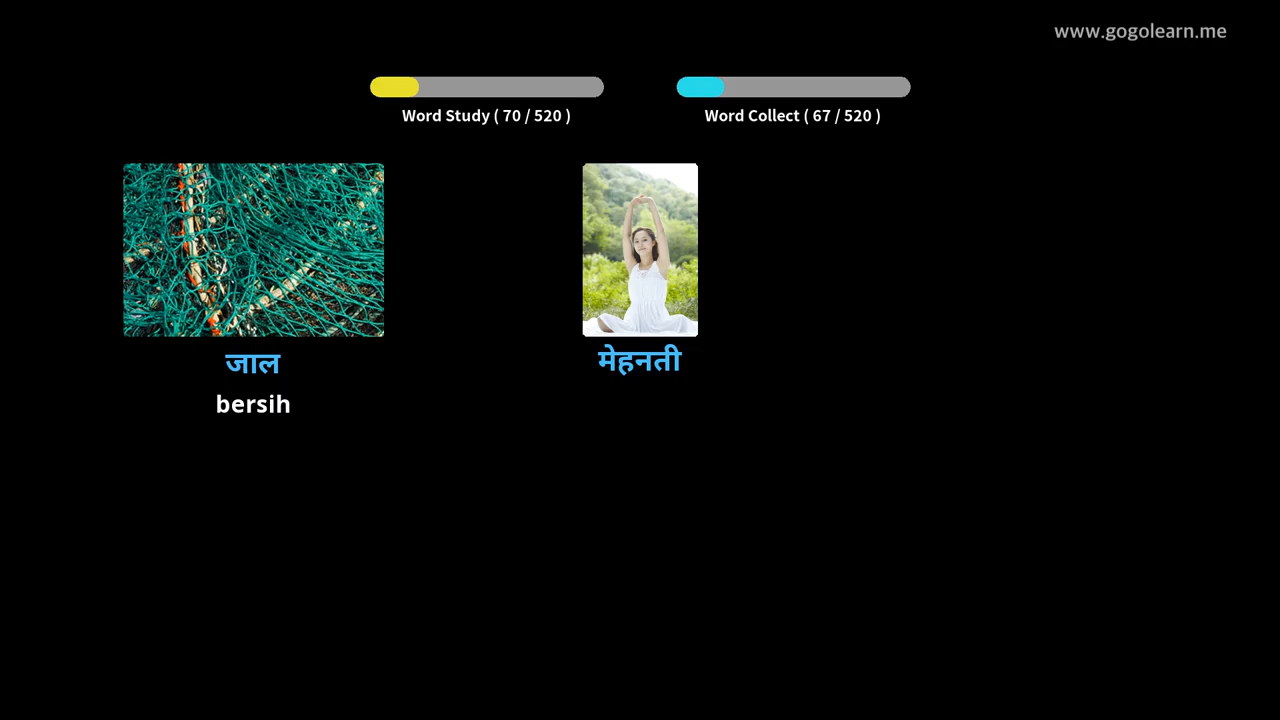 www.gogolearn.me
Word Study ( 70 / 520 )
Word Collect ( 67 / 520 )
जाल
मेहनती
bersih